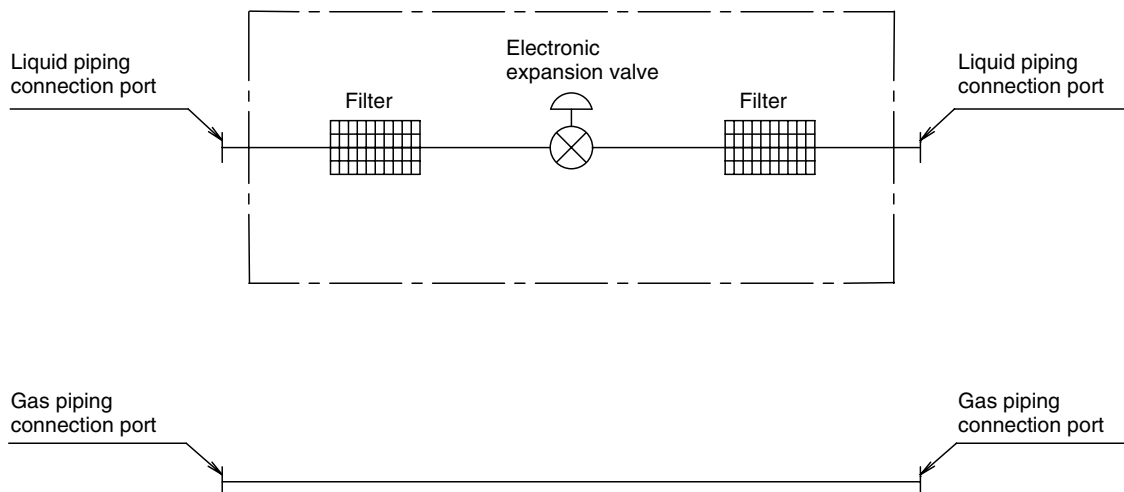 Electronic
expansion valve
Liquid piping
connection port
Liquid piping
connection port
Filter
Filter
Gas piping
connection port
Gas piping
connection port